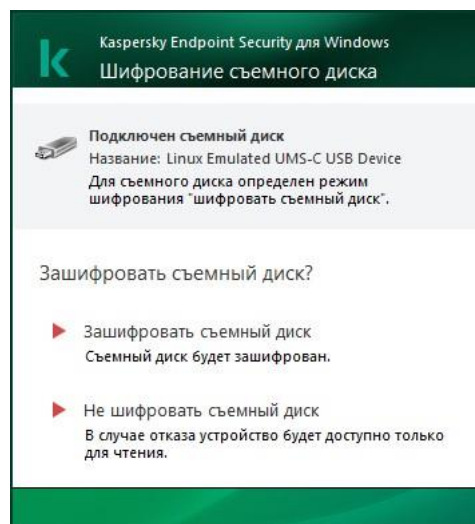 Kaspersky Endpoint Security для Windows
Шифрование съемного диска
Подключен съемный диск
Название: Linux Emulated UMS-C USB Device
Для съемного диска определен режим
шифрования "шифровать съемный диск".
Зашифровать съемный диск?
Зашифровать съемный диск
Съемный диск будет зашифрован.
Не шифровать съемный диск
В случае отказа устройство будет доступно только
для чтения.